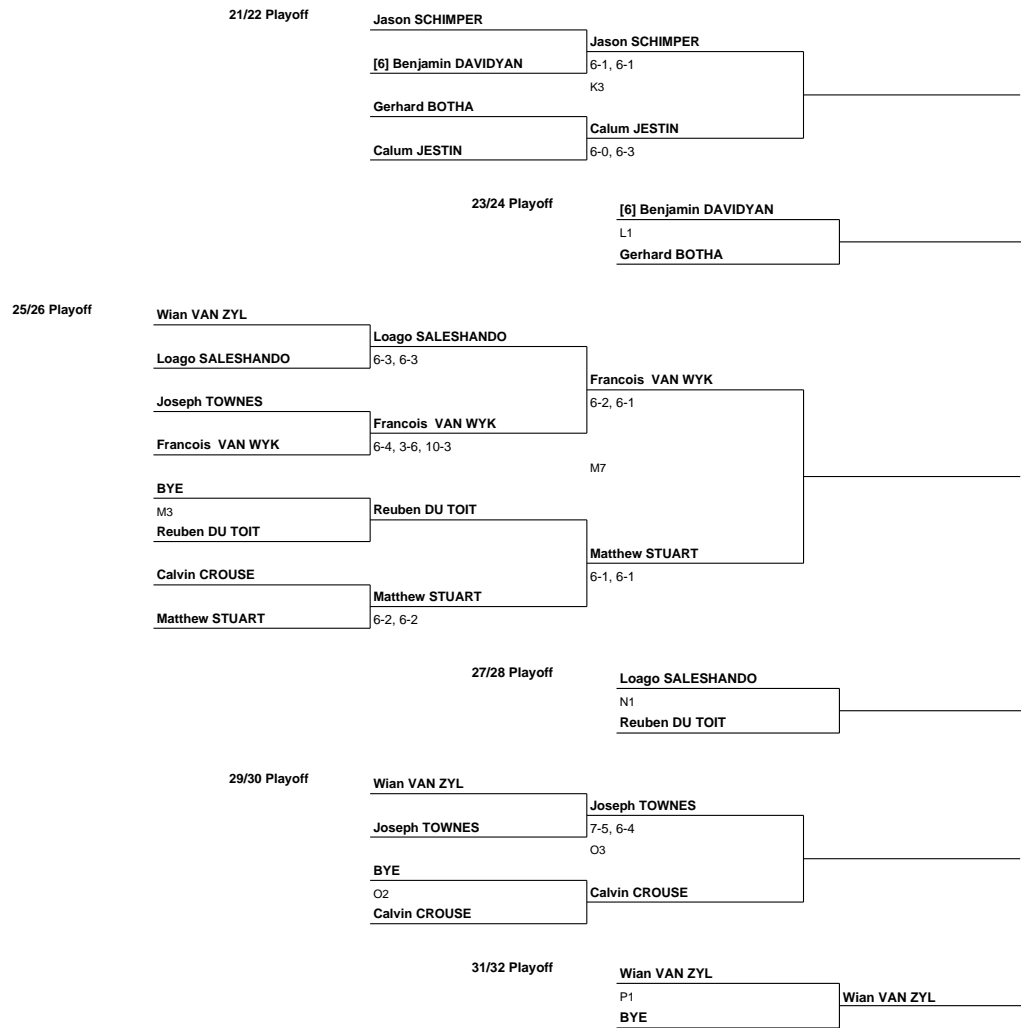 21/22 Playoff
Jason SCHIMPER
Jason SCHIMPER
[6] Benjamin DAVIDYAN
6-1, 6-1
K3
Gerhard BOTHA
Calum JESTIN
Calum JESTIN
6-0, 6-3
23/24 Playoff
[6] Benjamin DAVIDYAN
L1
Gerhard BOTHA
25/26 Playoff
Wian VAN ZYL
Loago SALESHANDO
Loago SALESHANDO
6-3, 6-3
Francois VAN WYK
Joseph TOWNES
6-2, 6-1
Francois VAN WYK
Francois VAN WYK
6-4, 3-6, 10-3
M7
BYE
M3
Reuben DU TOIT
Reuben DU TOIT
Matthew STUART
Calvin CROUSE
6-1, 6-1
Matthew STUART
Matthew STUART
6-2, 6-2
27/28 Playoff
Loago SALESHANDO
N1
Reuben DU TOIT
29/30 Playoff
Wian VAN ZYL
Joseph TOWNES
Joseph TOWNES
7-5, 6-4
O3
BYE
O2
Calvin CROUSE
Calvin CROUSE
31/32 Playoff
Wian VAN ZYL
P1
Wian VAN ZYL
BYE